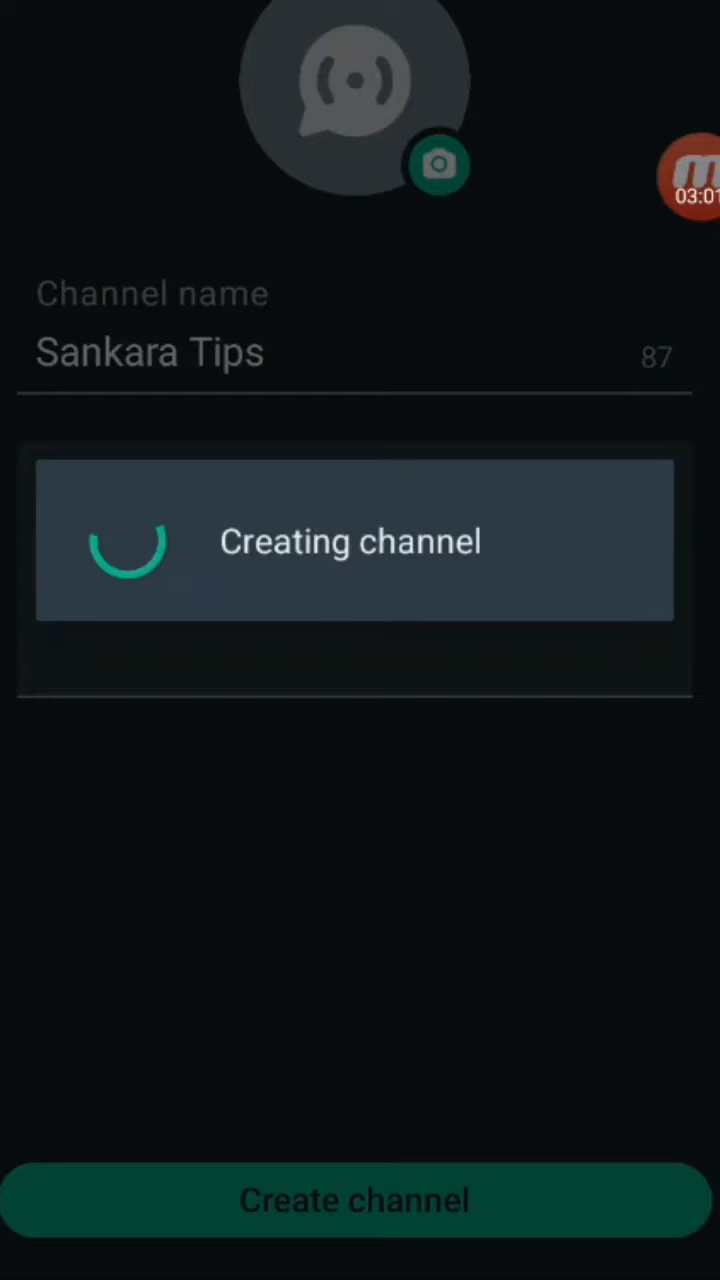 03:01
Channel name
Sankara Tips
87
Creating channel
Create channel